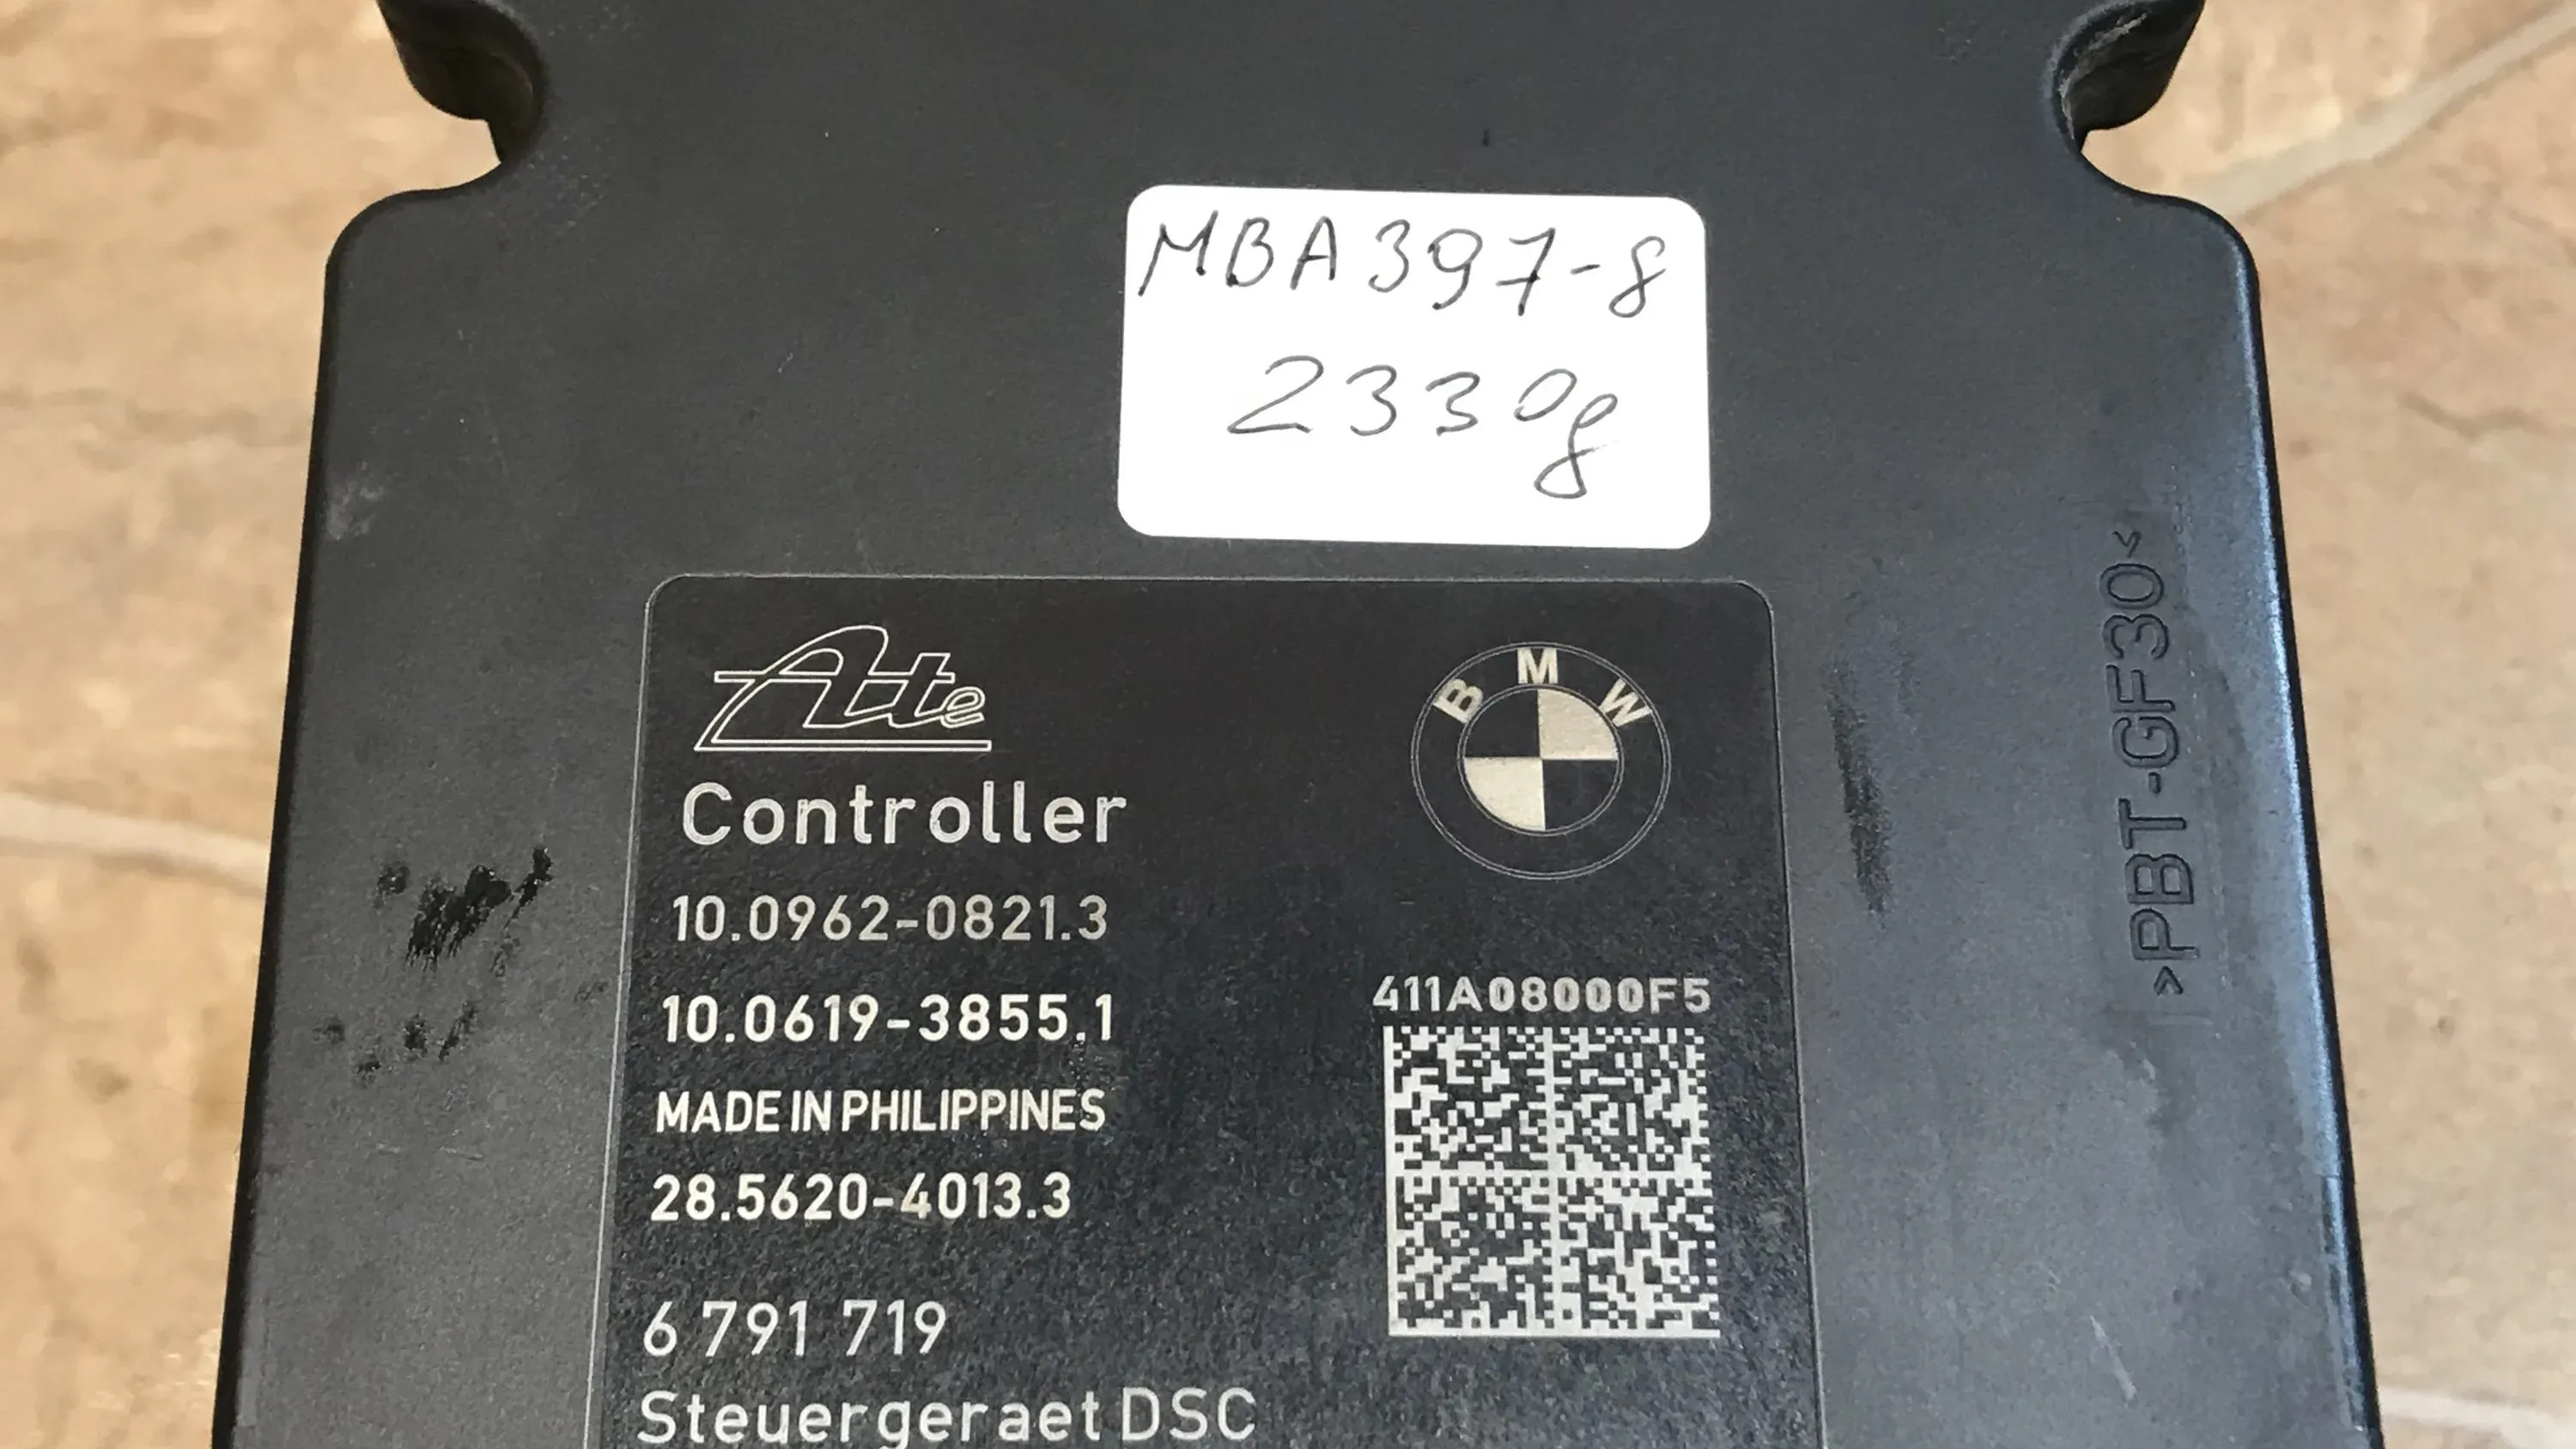 MBA397-8
2330g
Ate
BMW
Controller
10.0962-0821.3
10.0619-3855.1
411A08000F5
MADE IN PHILIPPINES
28.5620-4013.3
6 791 719
Steuergeraet DSC
>PBT-GF30<